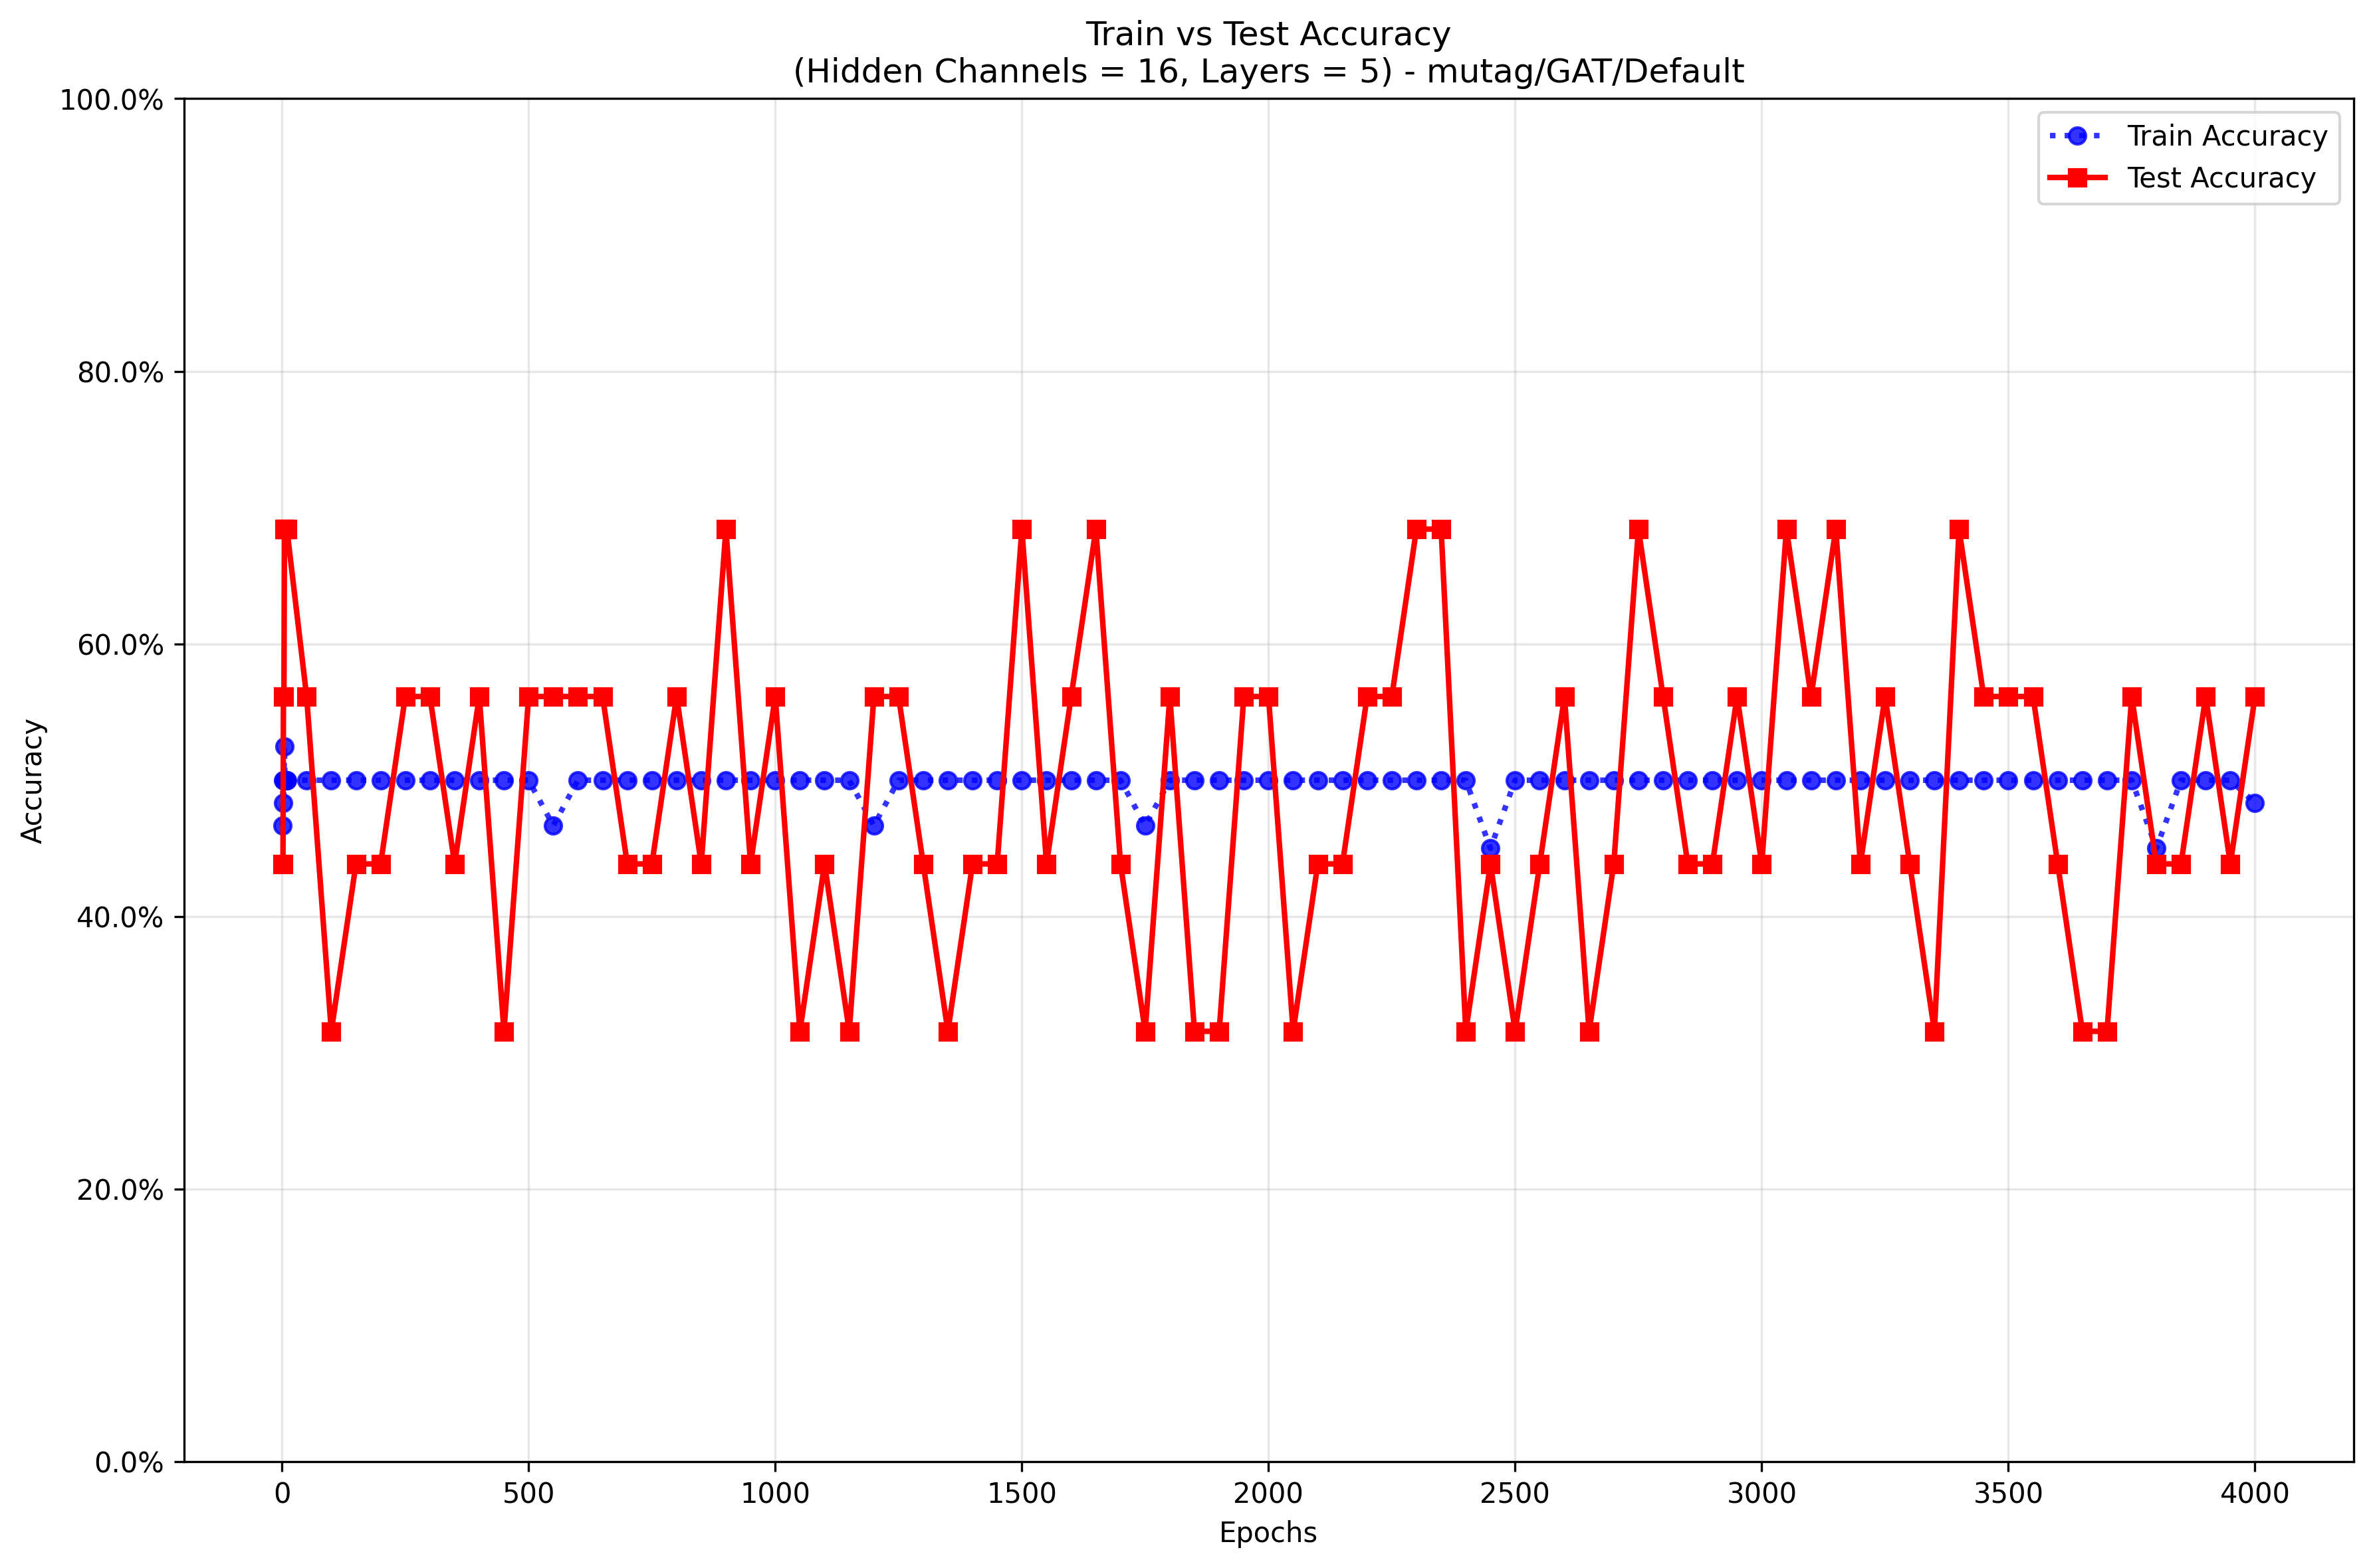 Train vs Test Accuracy
(Hidden Channels = 16, Layers = 5) - mutag/GAT/Default
100.0%
80.0%
60.0%
40.0%
20.0%
0.0%
Accuracy
Train Accuracy
Test Accuracy
0
500
1000
1500
2000
2500
3000
3500
4000
Epochs